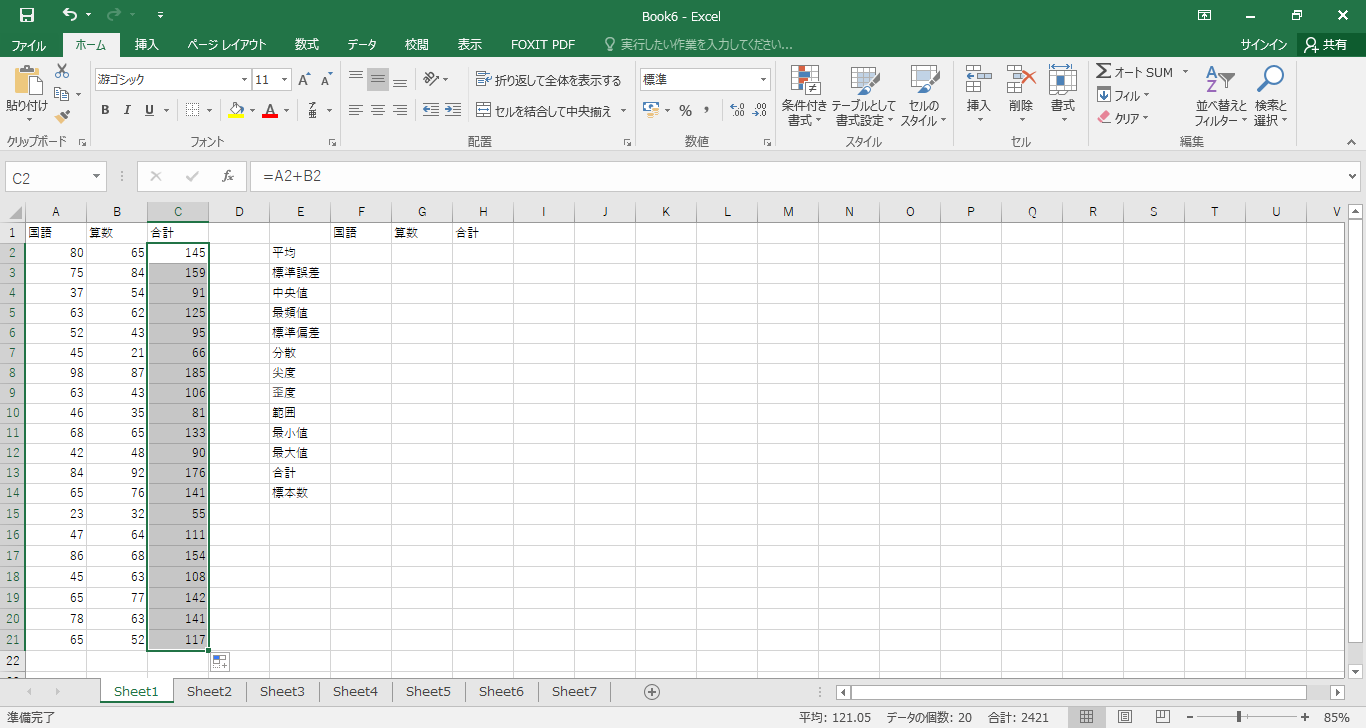 Book6 - Excel
ファイル ホーム 挿入 ページ レイアウト 数式 データ 校閲 表示 FOXIT PDF 実行したい作業を入力してください... サインイン 共有
貼り付け 游ゴシック 11 折り返して全体を表示する 標準 条件付き書式 テーブルとして書式設定 セルのスタイル 挿入 削除 書式 オート SUM 並べ替えとフィルター 検索と選択
B I U A 亜 セルを結合して中央揃え % , フィル
クリア
クリップボード フォント 配置 数値 スタイル セル 編集
C2 fx =A2+B2
A B C D E F G H I J K L M N O P Q R S T U V
1 国語 算数 合計 国語 算数 合計
2 80 65 145 平均
3 75 84 159 標準誤差
4 37 54 91 中央値
5 63 62 125 最頻値
6 52 43 95 標準偏差
7 45 21 66 分散
8 98 87 185 尖度
9 63 43 106 歪度
10 46 35 81 範囲
11 68 65 133 最小値
12 42 48 90 最大値
13 84 92 176 合計
14 65 76 141 標本数
15 23 32 55
16 47 64 111
17 86 68 154
18 45 63 108
19 65 77 142
20 78 63 141
21 65 52 117
22
Sheet1 Sheet2 Sheet3 Sheet4 Sheet5 Sheet6 Sheet7
準備完了 平均: 121.05 データの個数: 20 合計: 2421 85%